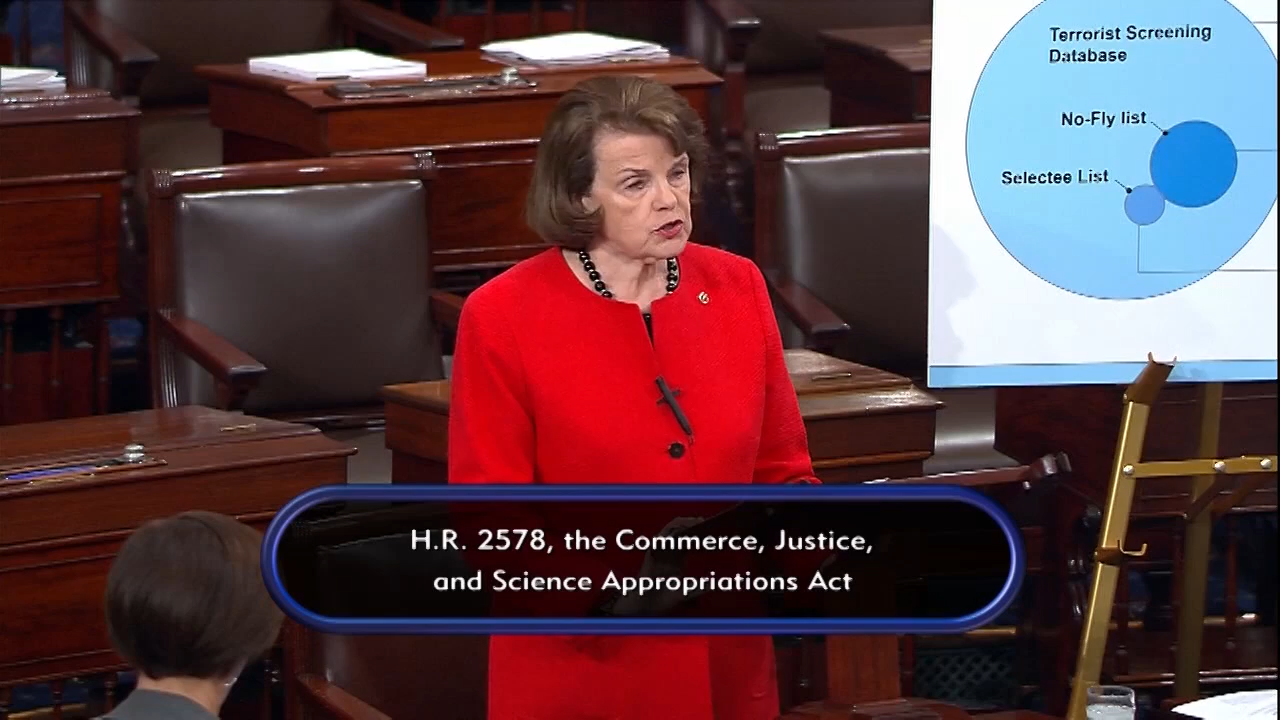 Terrorist Screening
Database
No-Fly list
Selectee List
H.R. 2578, the Commerce, Justice,
and Science Appropriations Act